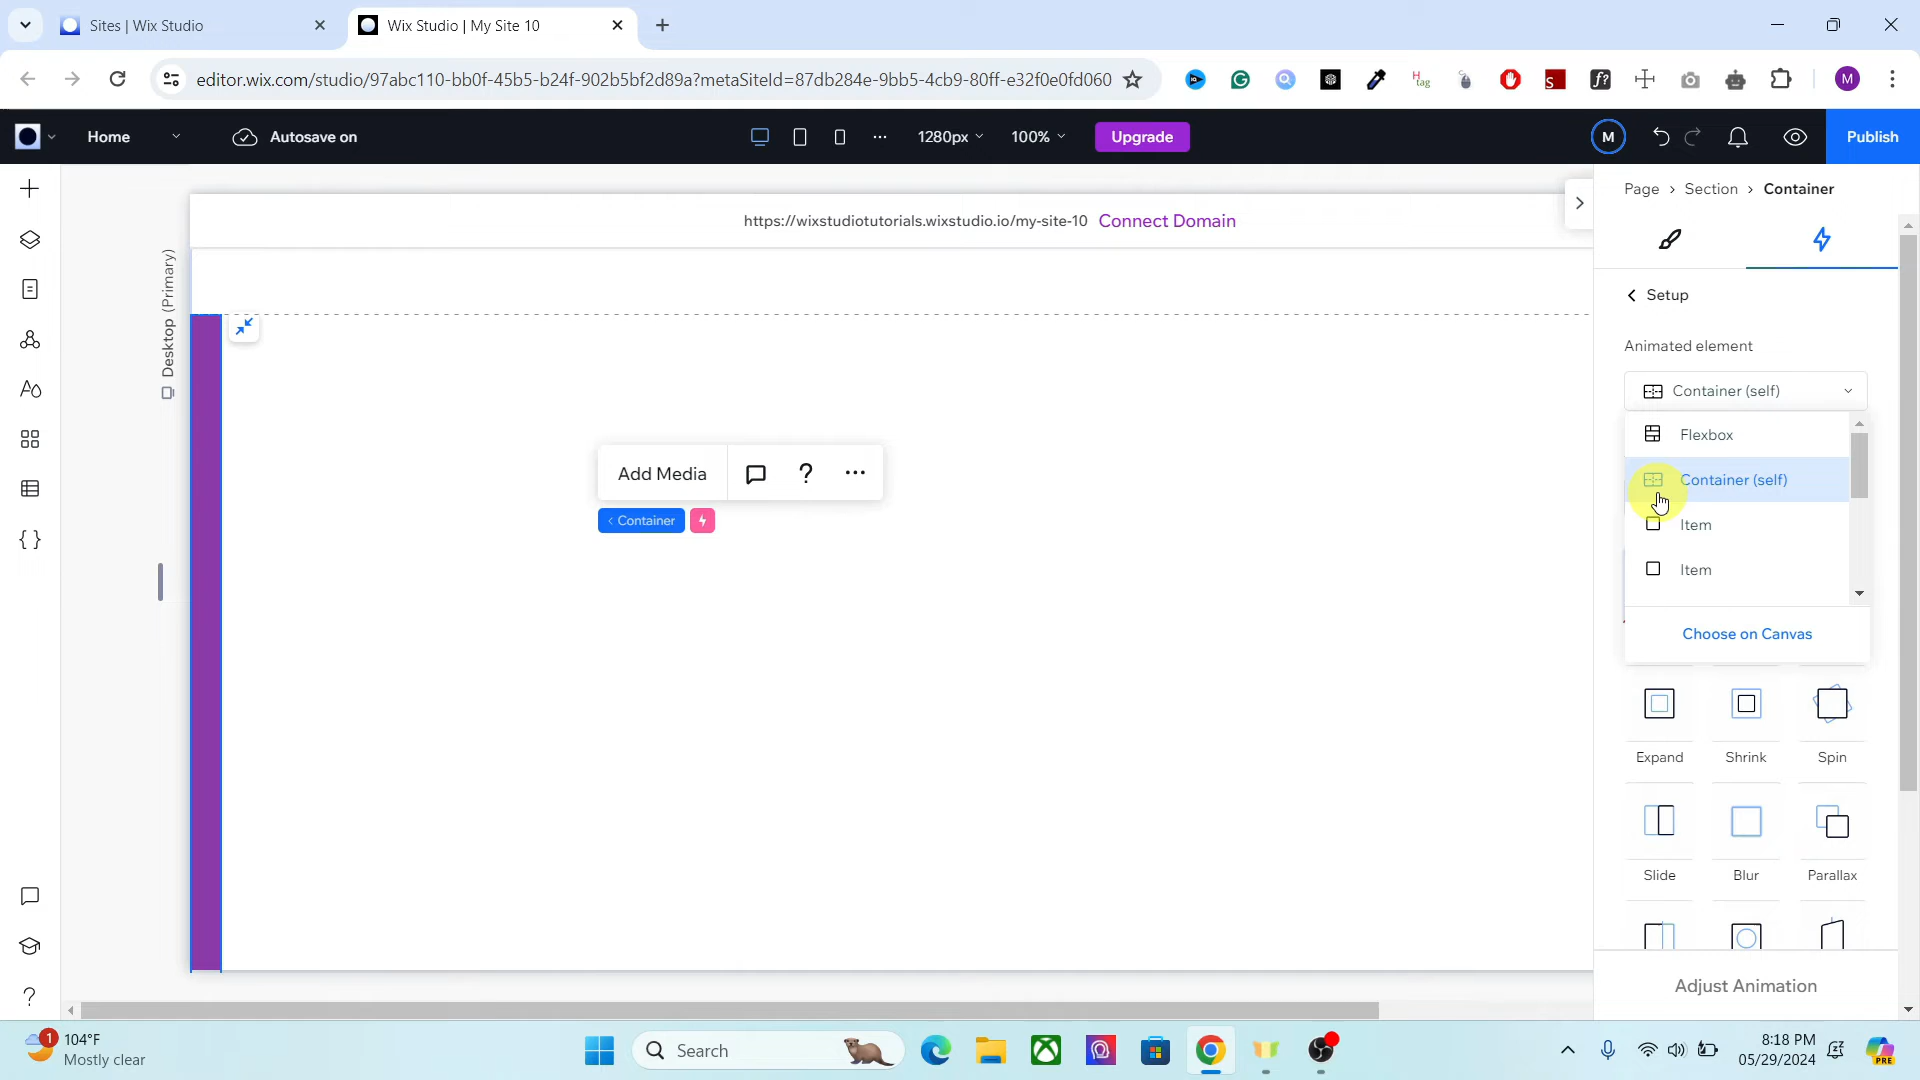 Sites | Wix Studio
Wix Studio | My Site 10
editor.wix.com/studio/97abc110-bb0f-45b5-b24f-902b5bf2d89a?metaSiteId=87db284e-9bb5-4cb9-80ff-e32f0e0fd060
M
Home
Autosave on
1280px
100%
Upgrade
M
Publish
Page > Section > Container
https://wixstudiotutorials.wixstudio.io/my-site-10 Connect Domain
Desktop (Primary)
Setup
Animated element
Container (self)
Flexbox
Container (self)
Item
Item
Choose on Canvas
Add Media
< Container
Expand
Shrink
Spin
Slide
Blur
Parallax
Adjust Animation
1
104°F
Mostly clear
Search
8:18 PM
05/29/2024
PRE